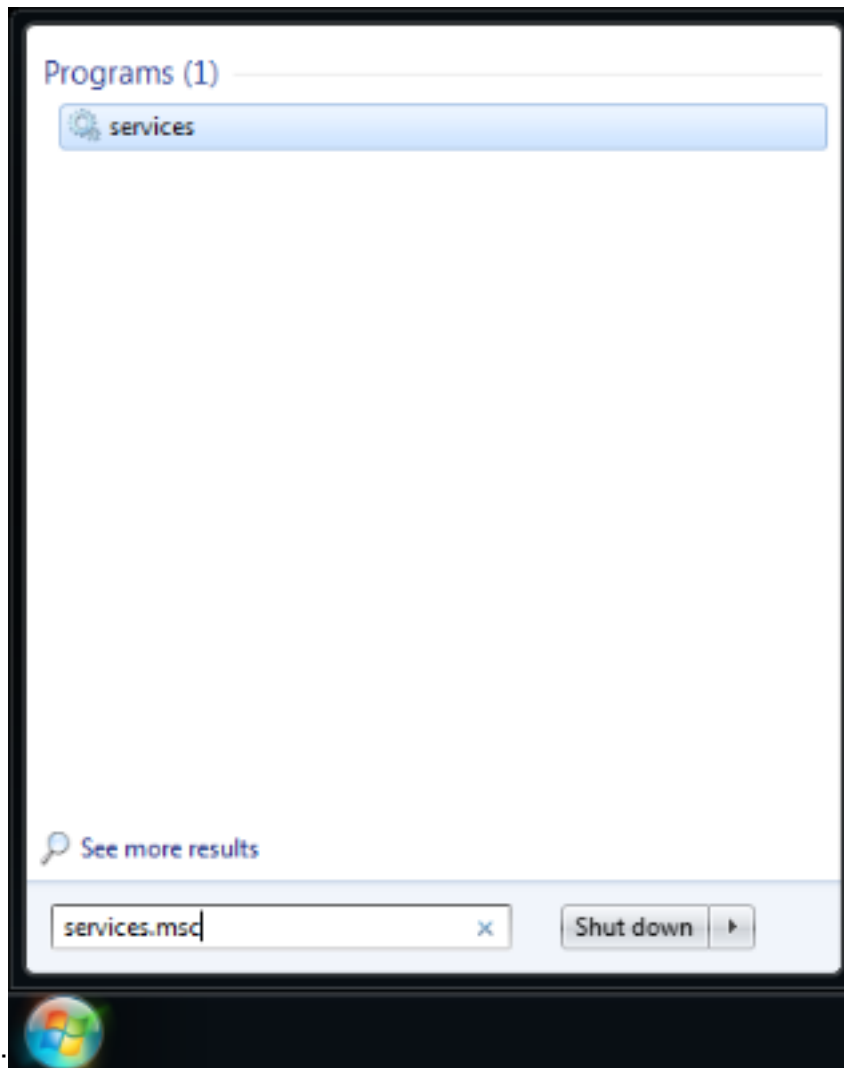 Programs (1)
services
See more results
services.msc
Shut down
.